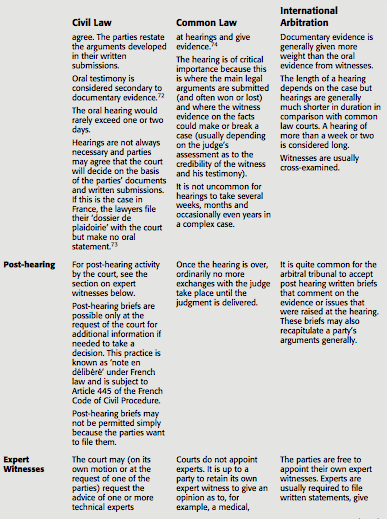 Civil Law
Common Law
International
Arbitration
agree. The parties restate
the arguments developed
in their written
submissions.
Oral testimony is
considered secondary to
documentary evidence.72
The oral hearing would
rarely exceed one or two
days.
Hearings are not always
necessary and parties
may agree that the court
will decide on the basis
of the parties' documents
and written submissions.
If this is the case in
France, the lawyers file
their 'dossier de
plaidoirie' with the court
but make no oral
statement.73
at hearings and give
evidence.74
The hearing is of critical
importance because this
is where the main legal
arguments are submitted
(and often won or lost)
and where the witness
evidence on the facts
could make or break a
case (usually depending
on the judge's
assessment as to the
credibility of the witness
and his testimony).
It is not uncommon for
hearings to take several
weeks, months and
occasionally even years in
a complex case.
Documentary evidence is
generally given more
weight than the oral
evidence from witnesses.
The length of a hearing
depends on the case but
hearings are generally
much shorter in duration in
comparison with common
law courts. A hearing of
more than a week or two
is considered long.
Witnesses are usually
cross-examined.
Post-hearing
For post-hearing activity
by the court, see the
section on expert
witnesses below.
Post-hearing briefs are
possible only at the
request of the court for
additional information if
needed to take a
decision. This practice is
known as 'note en
délibèrè' under French
law and is subject to
Article 445 of the French
Code of Civil Procedure.
Post-hearing briefs may
not be permitted simply
because the parties want
to file them.
Once the hearing is over,
ordinarily no more
exchanges with the judge
take place until the
judgment is delivered.
It is quite common for the
arbitral tribunal to accept
post hearing written briefs
that comment on the
evidence or issues that
were raised at the hearing.
These briefs may also
recapitulate a party's
arguments generally.
Expert
Witnesses
The court may (on its
own motion or at the
request of one of the
parties) request the
advice of one or more
technical experts
Courts do not appoint
experts. It is up to a
party to retain its own
expert witness to give an
opinion as to, for
example, a medical,
The parties are free to
appoint their own expert
witnesses. Experts are
usually required to file
written statements, give